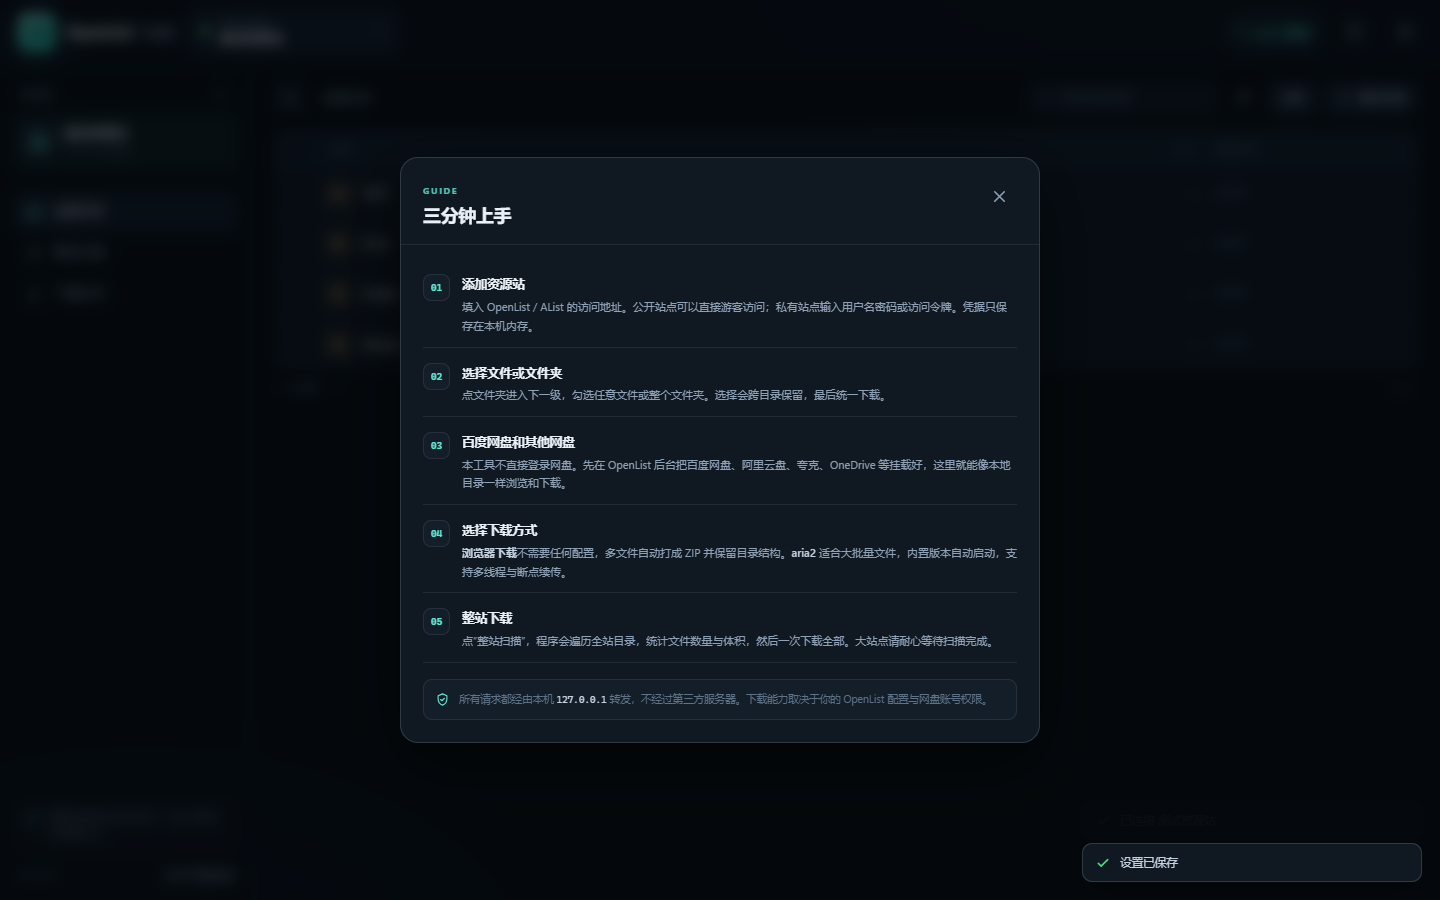 GUIDE
三分钟上手
01
添加资源站
填入 OpenList / AList 的访问地址。公开站点可以直接游客访问；私有站点输入用户名密码或访问令牌。凭据只保
存在本机内存。
02
选择文件或文件夹
点文件夹进入下一级，勾选任意文件或整个文件夹。选择会跨目录保留，最后统一下载。
03
百度网盘和其他网盘
本工具不直接登录网盘。先在 OpenList 后台把百度网盘、阿里云盘、夸克、OneDrive 等挂载好，这里就能像本地
目录一样浏览和下载。
04
选择下载方式
浏览器下载不需要任何配置，多文件自动打成 ZIP 并保留目录结构。aria2 适合大批量文件，内置版本自动启动，支
持多线程与断点续传。
05
整站下载
点"整站扫描"，程序会遍历全站目录，统计文件数量与体积，然后一次下载全部。大站点请耐心等待扫描完成。
所有请求都经由本机 127.0.0.1 转发，不经过第三方服务器。下载能力取决于你的 OpenList 配置与网盘账号权限。
设置已保存